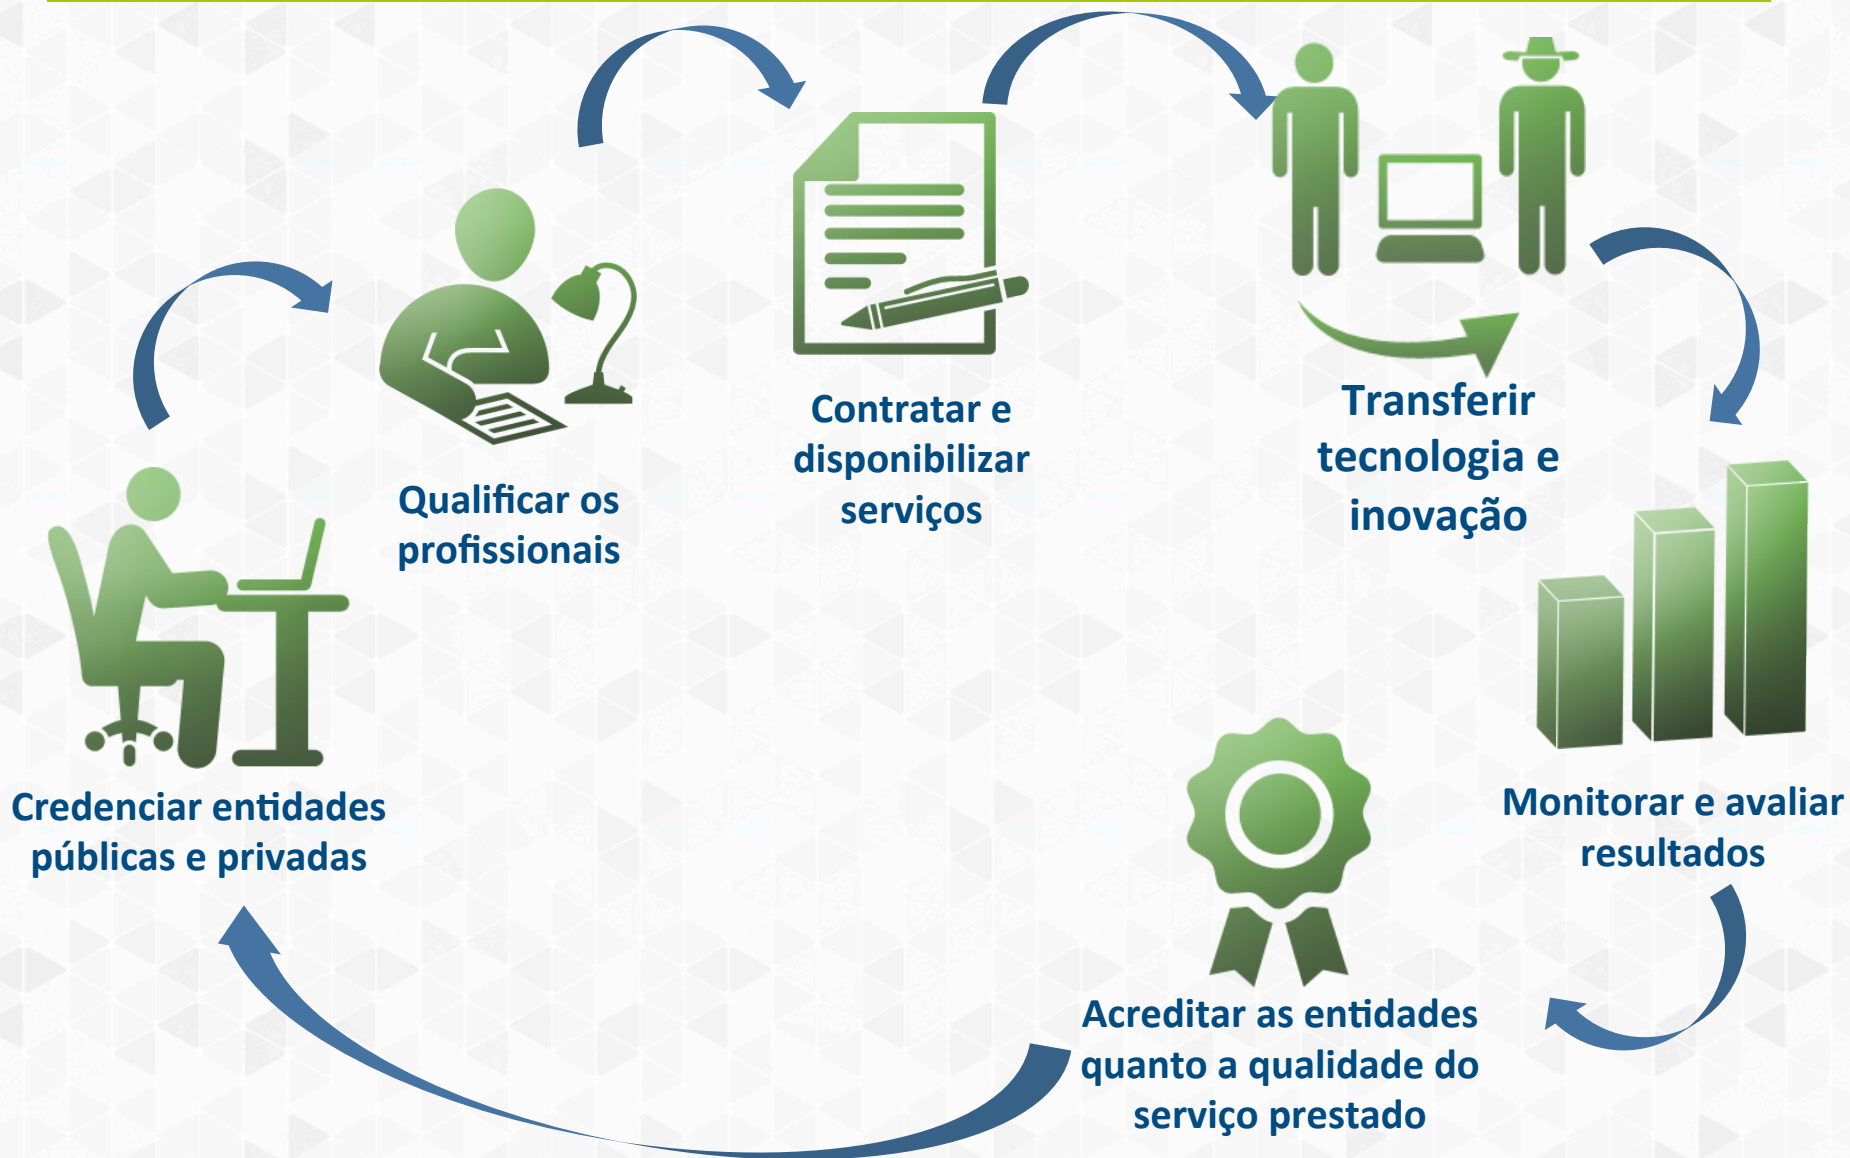 Credenciar entidades
públicas e privadas
Qualificar os
profissionais
Contratar e
disponibilizar
serviços
Transferir
tecnologia e
inovação
Monitorar e avaliar
resultados
Acreditar as entidades
quanto a qualidade do
serviço prestado